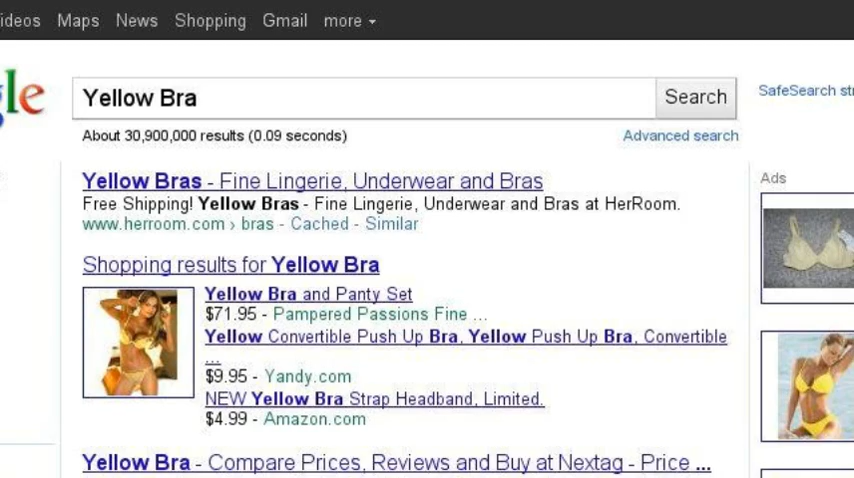 ideos Maps News Shopping Gmail more
gle
Yellow Bra Search SafeSearch str
About 30,900,000 results (0.09 seconds) Advanced search
Yellow Bras - Fine Lingerie, Underwear and Bras
Free Shipping! Yellow Bras - Fine Lingerie, Underwear and Bras at HerRoom.
www.herroom.com › bras - Cached - Similar
Ads
Shopping results for Yellow Bra
Yellow Bra and Panty Set
$71.95 - Pampered Passions Fine ...
Yellow Convertible Push Up Bra, Yellow Push Up Bra, Convertible
...
$9.95 - Yandy.com
NEW Yellow Bra Strap Headband, Limited.
$4.99 - Amazon.com
Yellow Bra - Compare Prices, Reviews and Buy at Nextag - Price ...